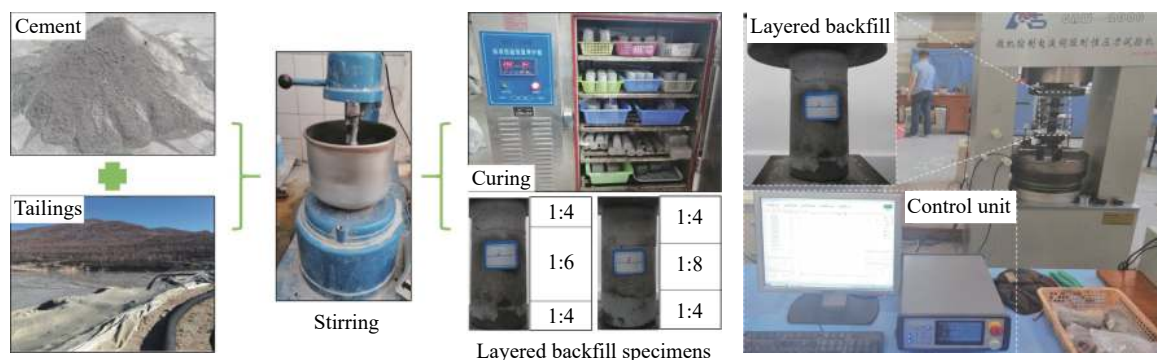 Cement
Tailings
Stirring
Curing
1:4
1:6
1:4
1:4
1:8
1:4
Layered backfill specimens
Layered backfill
Control unit